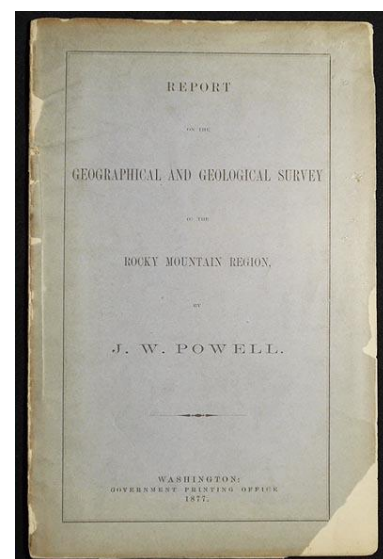 REPORT
ON THE
GEOGRAPHICAL AND GEOLOGICAL SURVEY
OF THE
ROCKY MOUNTAIN REGION,
BY
J. W. POWELL.
WASHINGTON:
GOVERNMENT PRINTING OFFICE
1877.